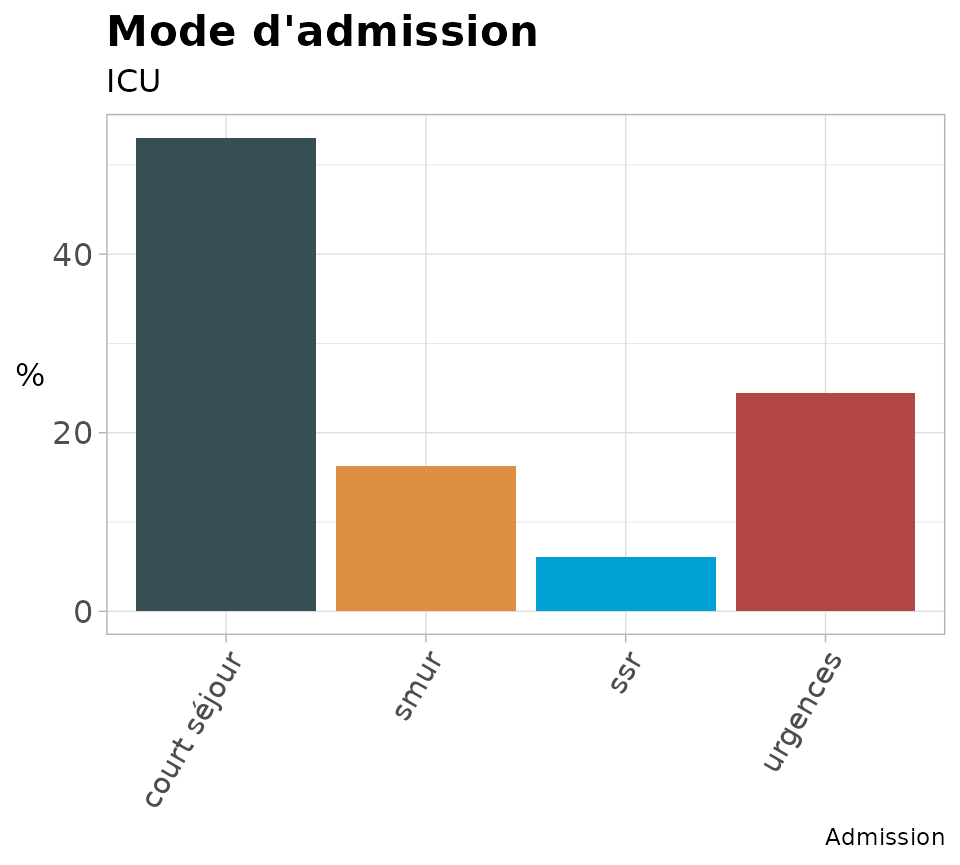 Mode d'admission
ICU
40
%
20
0
court séjour
smur
ssr
urgences
Admission